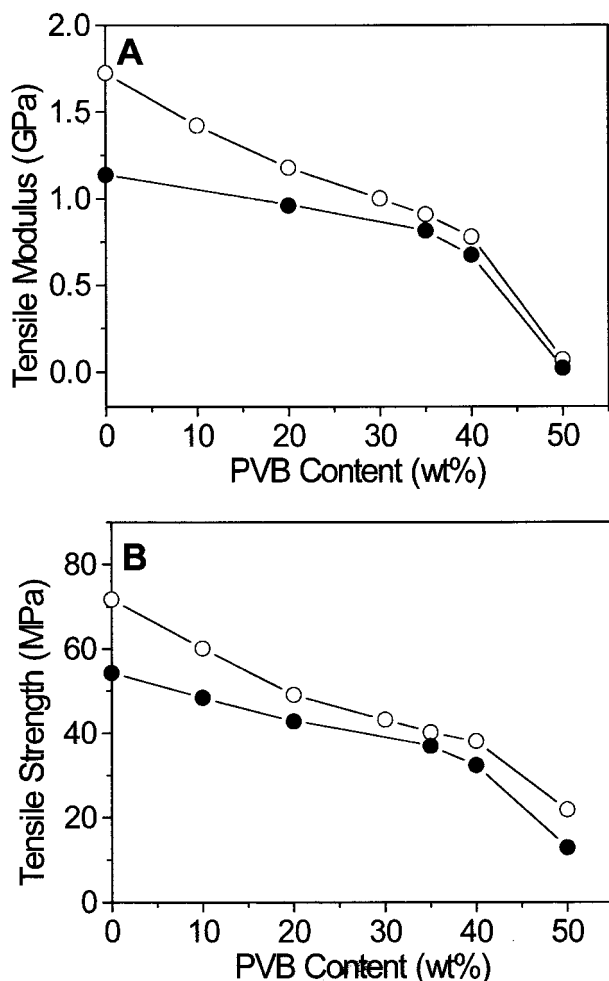 A
2.0
1.5
1.0
0.5
0.0
Tensile Modulus (GPa)
0 10 20 30 40 50
PVB Content (wt%)
B
80
60
40
20
0
Tensile Strength (MPa)
0 10 20 30 40 50
PVB Content (wt%)